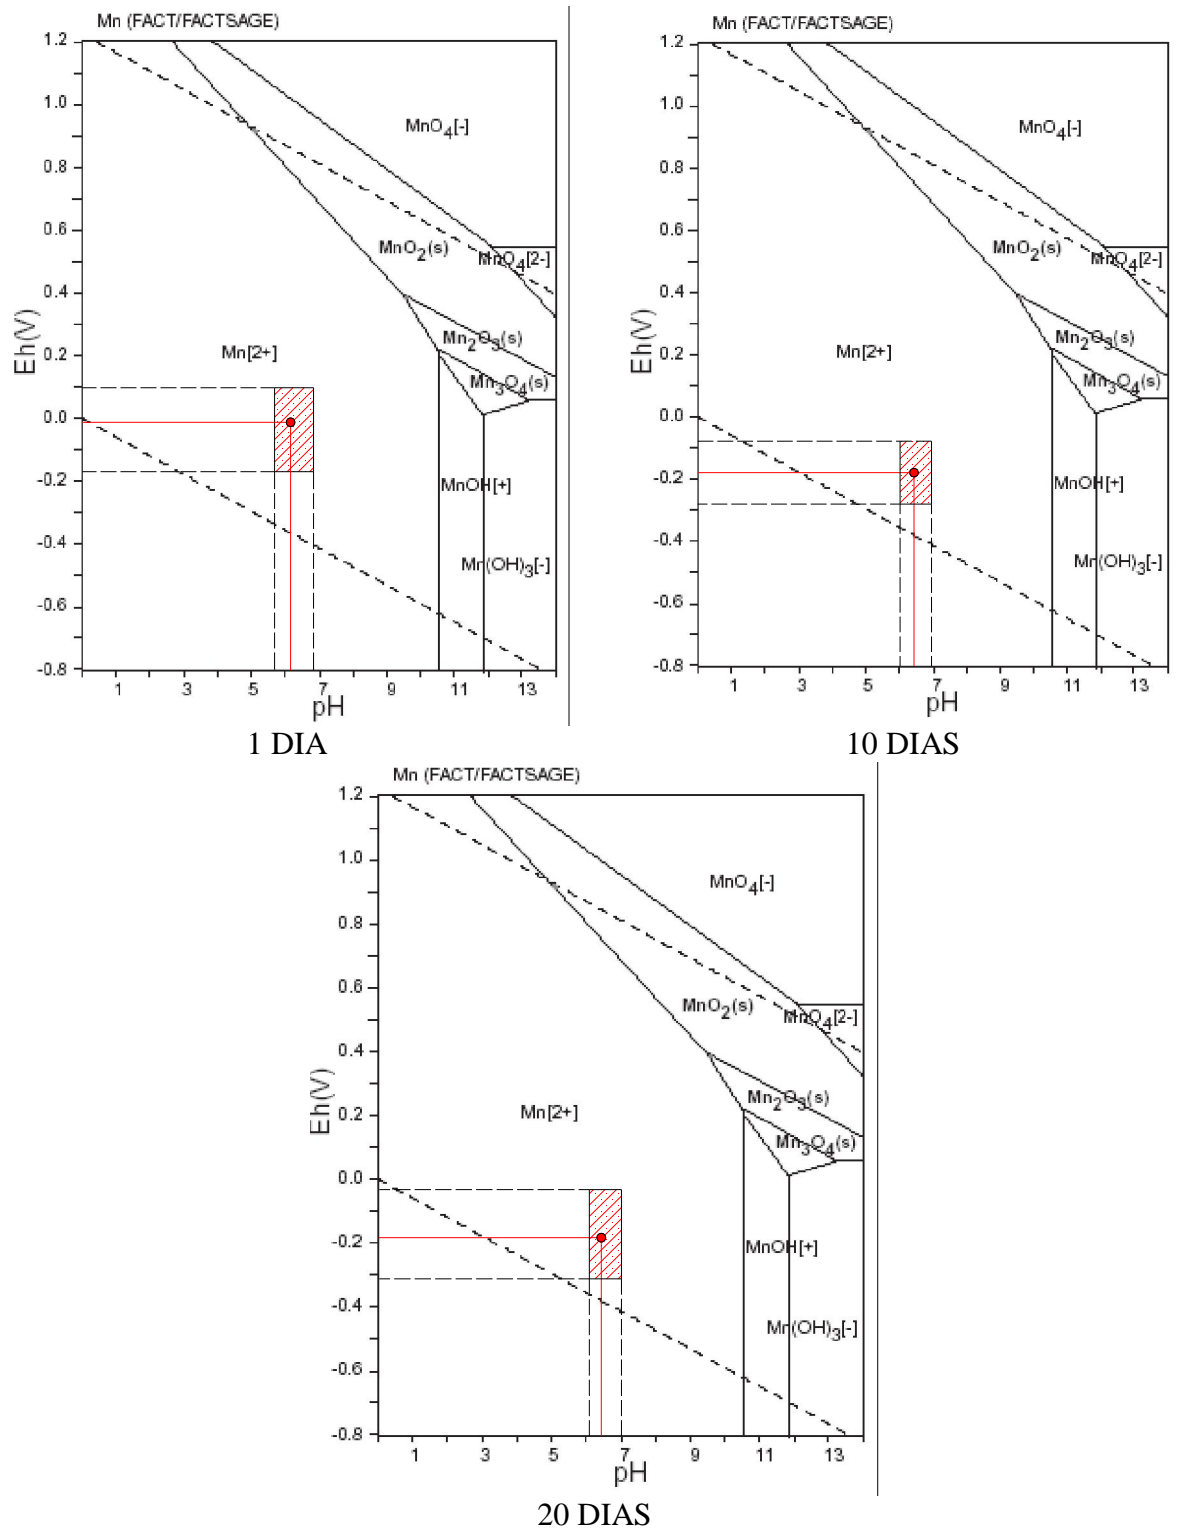 Mn (FACT/FACTSAGE)
1.2
1.0
0.8
0.6
0.4
0.2
0.0
-0.2
-0.4
-0.6
-0.8
Eh(V)
MnO4[-]
MnO2(s)
MnO4[2-]
Mn2O3(s)
Mn[2+]
Mn3O4(s)
MnOH[+]
Mn(OH)3[-]
1 3 5 7 9 11 13
pH
1 DIA
Mn (FACT/FACTSAGE)
1.2
1.0
0.8
0.6
0.4
0.2
0.0
-0.2
-0.4
-0.6
-0.8
Eh(V)
MnO4[-]
MnO2(s)
MnO4[2-]
Mn2O3(s)
Mn[2+]
Mn3O4(s)
MnOH[+]
Mn(OH)3[-]
1 3 5 7 9 11 13
pH
10 DIAS
Mn (FACT/FACTSAGE)
1.2
1.0
0.8
0.6
0.4
0.2
0.0
-0.2
-0.4
-0.6
-0.8
Eh(V)
MnO4[-]
MnO2(s)
MnO4[2-]
Mn2O3(s)
Mn[2+]
Mn3O4(s)
MnOH[+]
Mn(OH)3[-]
1 3 5 7 9 11 13
pH
20 DIAS